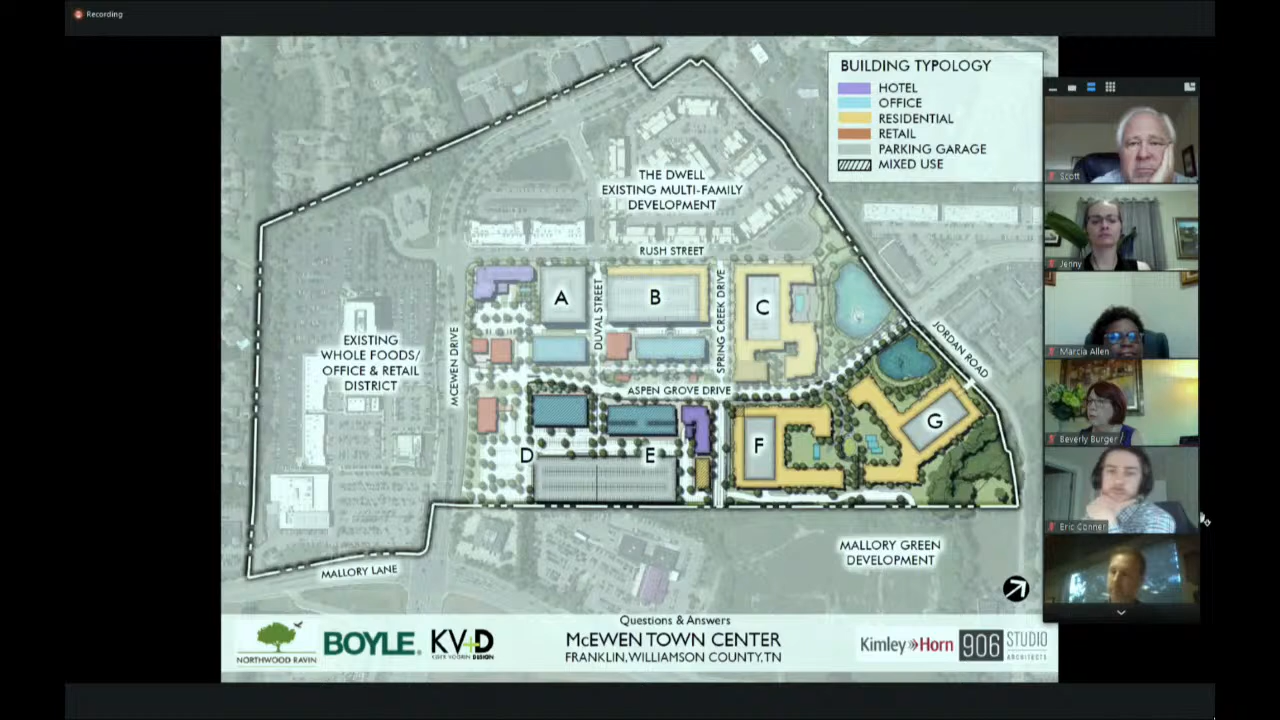 Recording
BUILDING TYPOLOGY
HOTEL
OFFICE
RESIDENTIAL
RETAIL
PARKING GARAGE
MIXED USE
THE DWELL
EXISTING MULTI-FAMILY
DEVELOPMENT
RUSH STREET
A
B
C
DUVAL STREET
SPRING CREEK DRIVE
JORDAN ROAD
EXISTING
WHOLE FOODS/
OFFICE & RETAIL
DISTRICT
MCEWEN DRIVE
ASPEN GROVE DRIVE
D
E
F
G
MALLORY LANE
MALLORY GREEN
DEVELOPMENT
Scott
Jenny
Marcia Allen
Beverly Burger /
Eric Conner
Questions & Answers
MCEWEN TOWN CENTER
FRANKLIN, WILLIAMSON COUNTY, TN
NORTHWOOD RAVIN
BOYLE
KV+D
KISER VOGRIN DESIGN
Kimley»Horn
906 STUDIO
ARCHITECTS